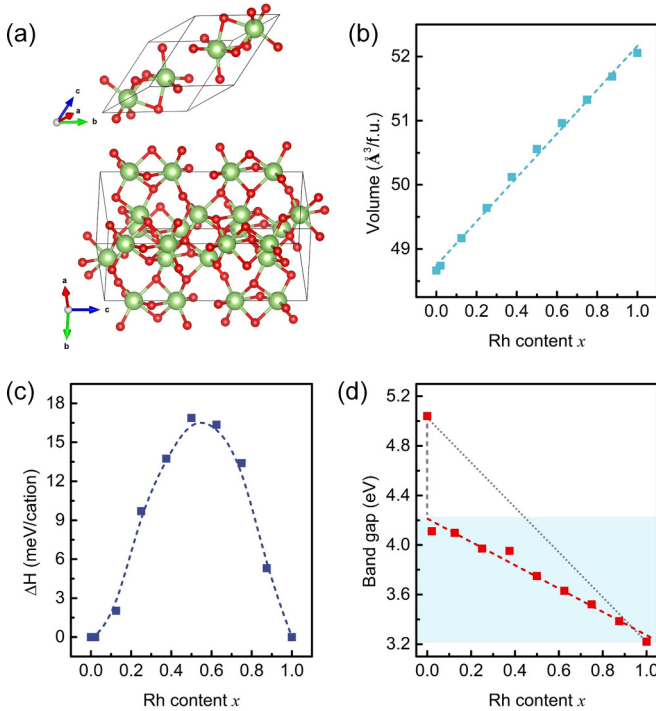 (a)
c
a
b
a
c
b
(b)
52
51
50
49
Volume (Å³/f.u.)
0.0 0.2 0.4 0.6 0.8 1.0
Rh content x
(c)
18
15
12
9
6
3
0
ΔH (meV/cation)
0.0 0.2 0.4 0.6 0.8 1.0
Rh content x
(d)
5.2
4.8
4.4
4.0
3.6
3.2
Band gap (eV)
0.0 0.2 0.4 0.6 0.8 1.0
Rh content x